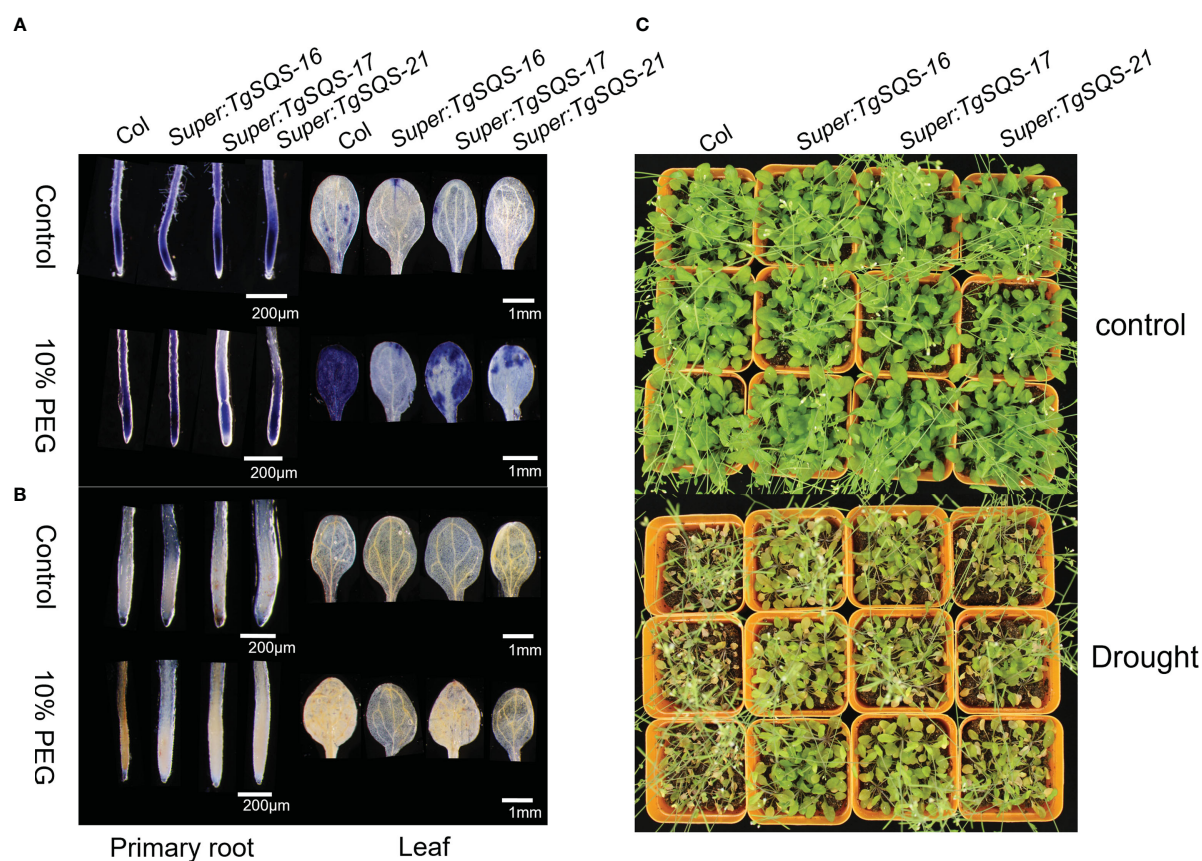 A
Col
Super:TgSQS-16
Super:TgSQS-17
Super:TgSQS-21
Col
Super:TgSQS-16
Super:TgSQS-17
Super:TgSQS-21
Control
200μm
1mm
10% PEG
200μm
1mm
B
Control
200μm
1mm
10% PEG
200μm
1mm
Primary root
Leaf
C
Col
Super:TgSQS-16
Super:TgSQS-17
Super:TgSQS-21
control
Drought